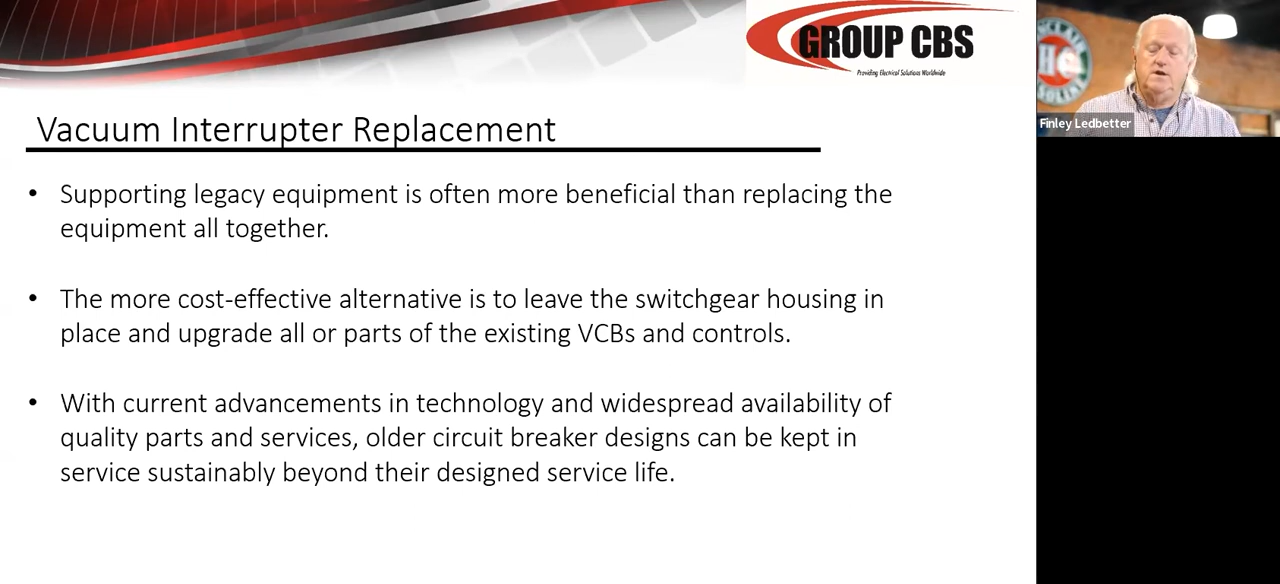 GROUP CBS
Providing Electrical Solutions Worldwide
Vacuum Interrupter Replacement
• Supporting legacy equipment is often more beneficial than replacing the
equipment all together.
• The more cost-effective alternative is to leave the switchgear housing in
place and upgrade all or parts of the existing VCBs and controls.
• With current advancements in technology and widespread availability of
quality parts and services, older circuit breaker designs can be kept in
service sustainably beyond their designed service life.
Finley Ledbetter